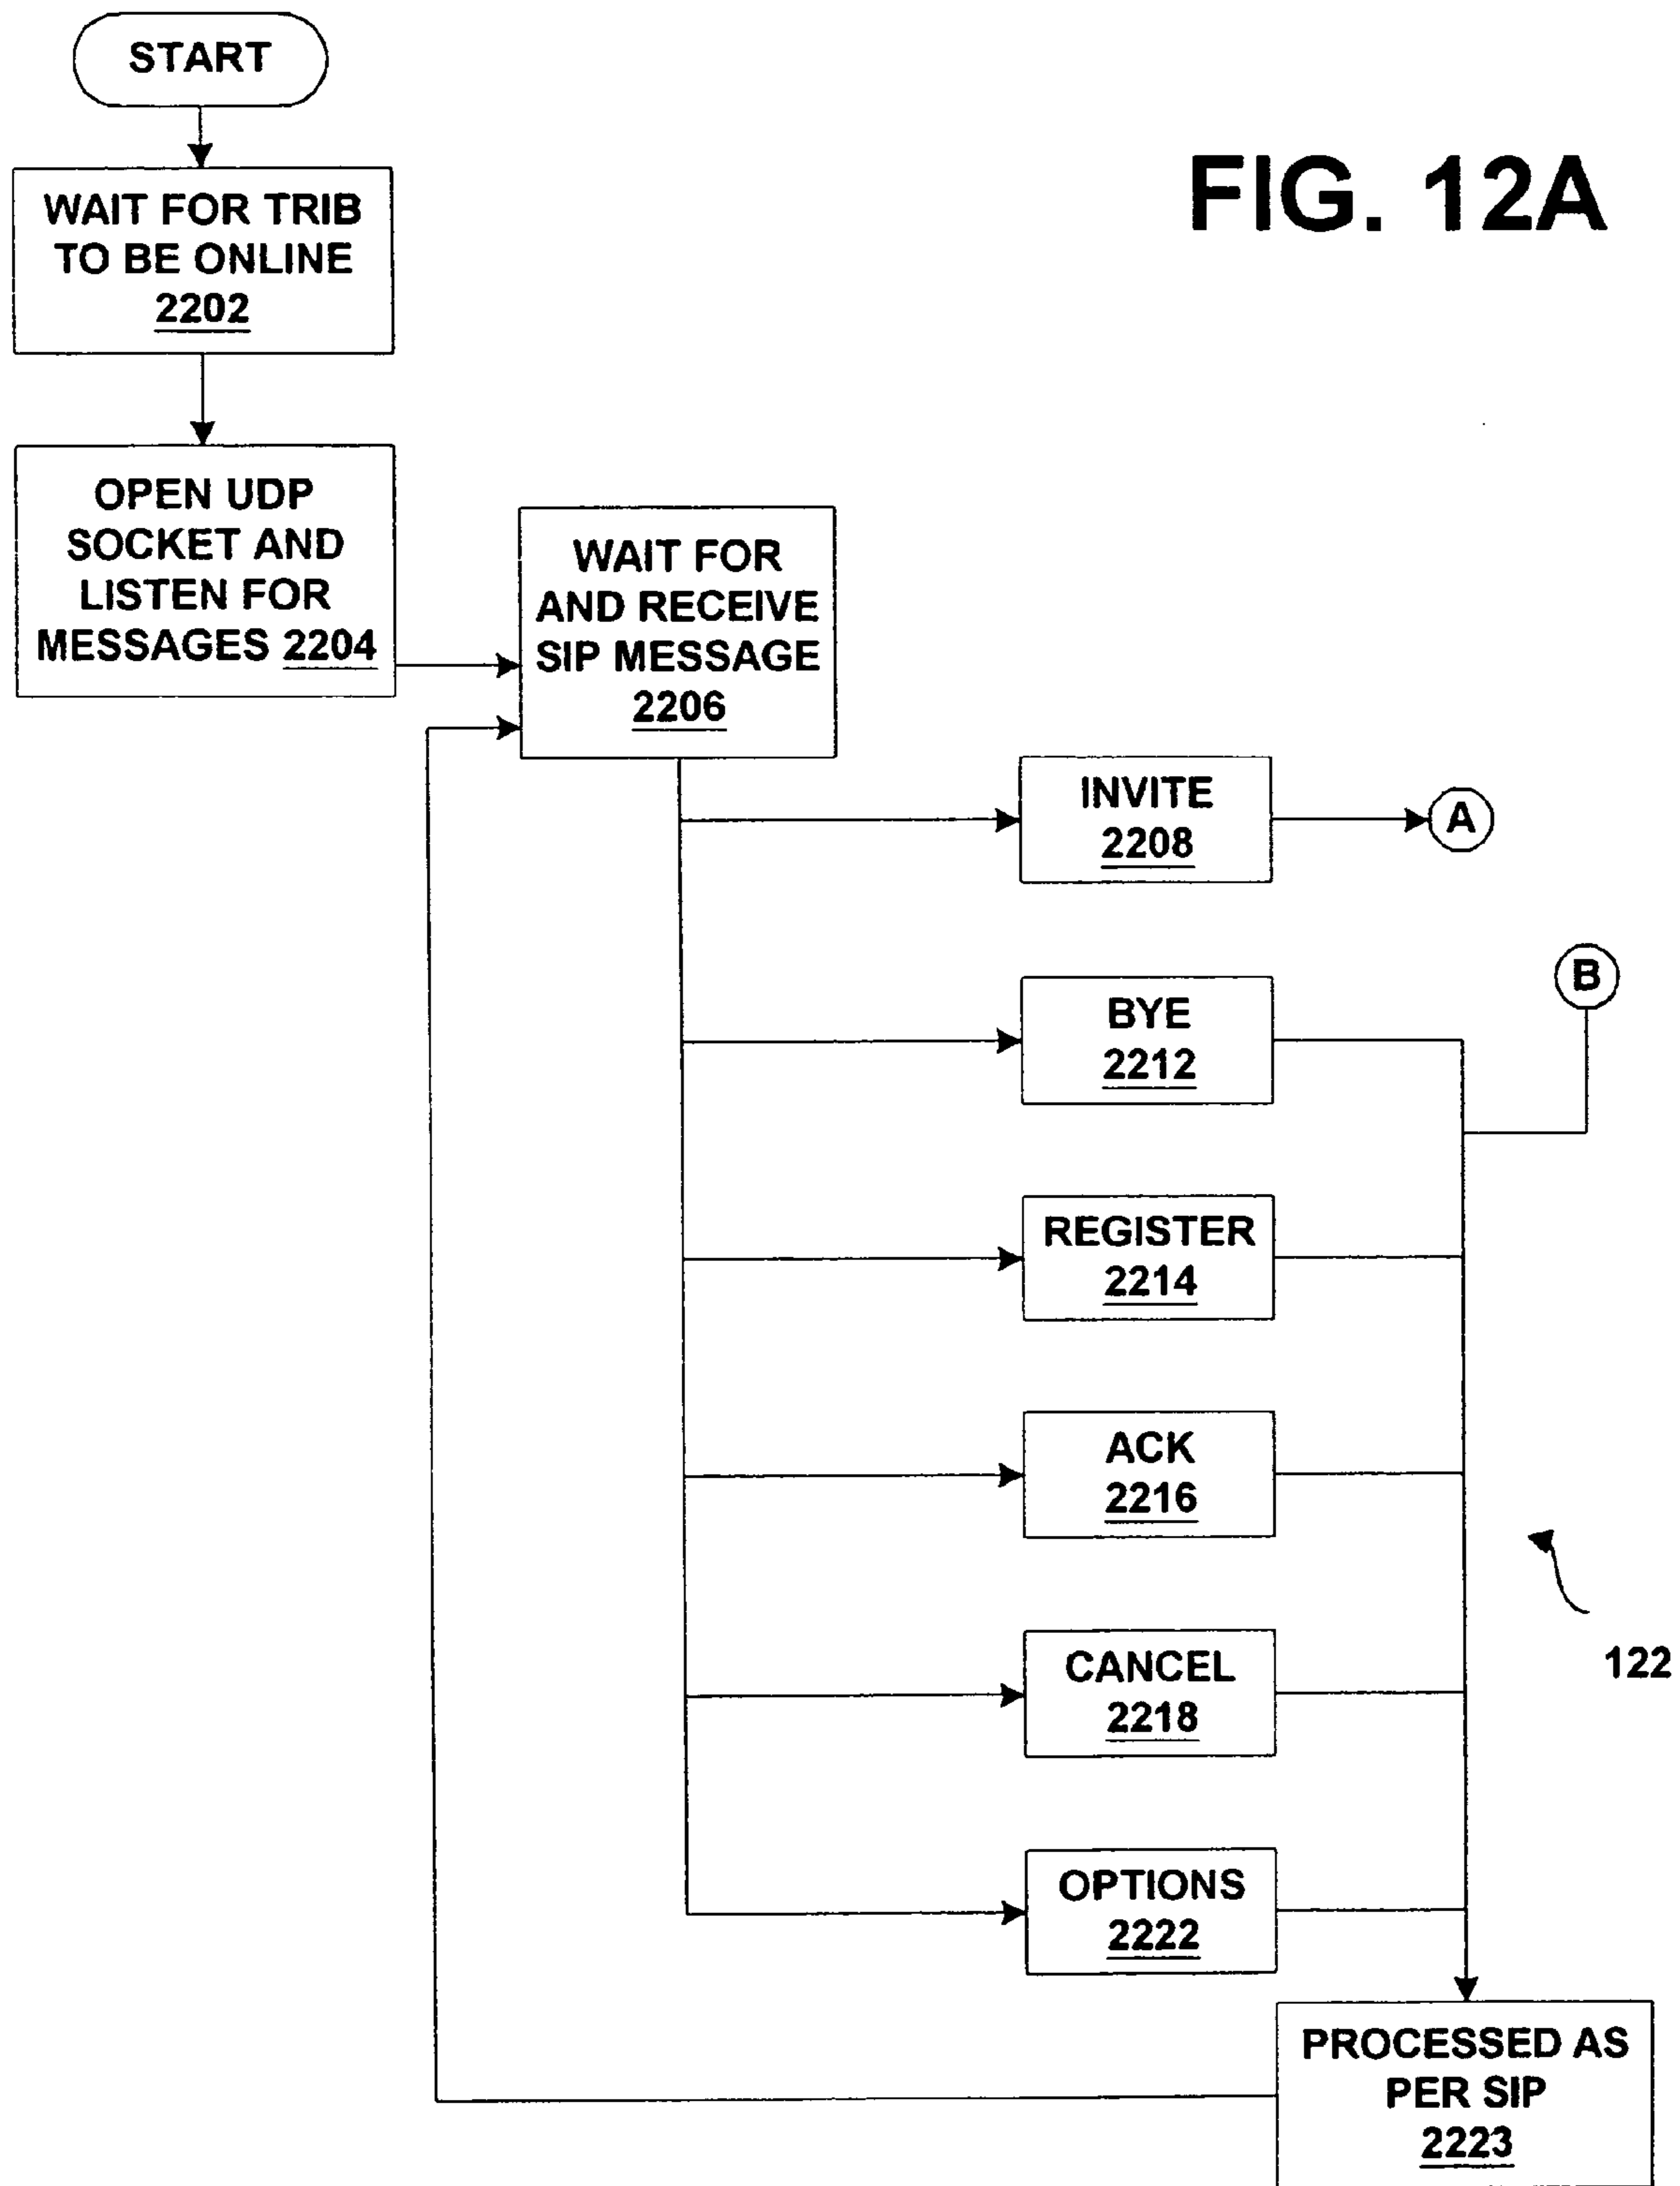 START
FIG. 12A
WAIT FOR TRIB
TO BE ONLINE
2202
OPEN UDP
SOCKET AND
LISTEN FOR
MESSAGES 2204
WAIT FOR
AND RECEIVE
SIP MESSAGE
2206
INVITE
2208
A
B
BYE
2212
REGISTER
2214
ACK
2216
122
CANCEL
2218
OPTIONS
2222
PROCESSED AS
PER SIP
2223